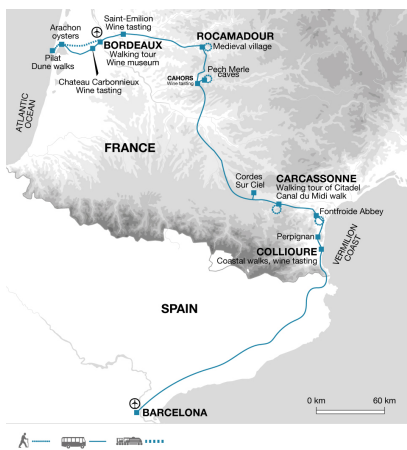 Saint-Emilion
Wine tasting
Arachon
oysters
BORDEAUX
Walking tour
Wine museum
ROCAMADOUR
Medieval village
Pilat
Dune walks
Chateau Carbonnieux
Wine tasting
Pech Merle
caves
CAHORS
Wine tasting
ATLANTIC
OCEAN
FRANCE
Cordes
Sur Ciel
CARCASSONNE
Walking tour of Citadel
Canal du Midi walk
Fontfroide Abbey
Perpignan
COLLIOURE
Coastal walks, wine tasting
VERMILION
COAST
SPAIN
BARCELONA
0 km
60 km